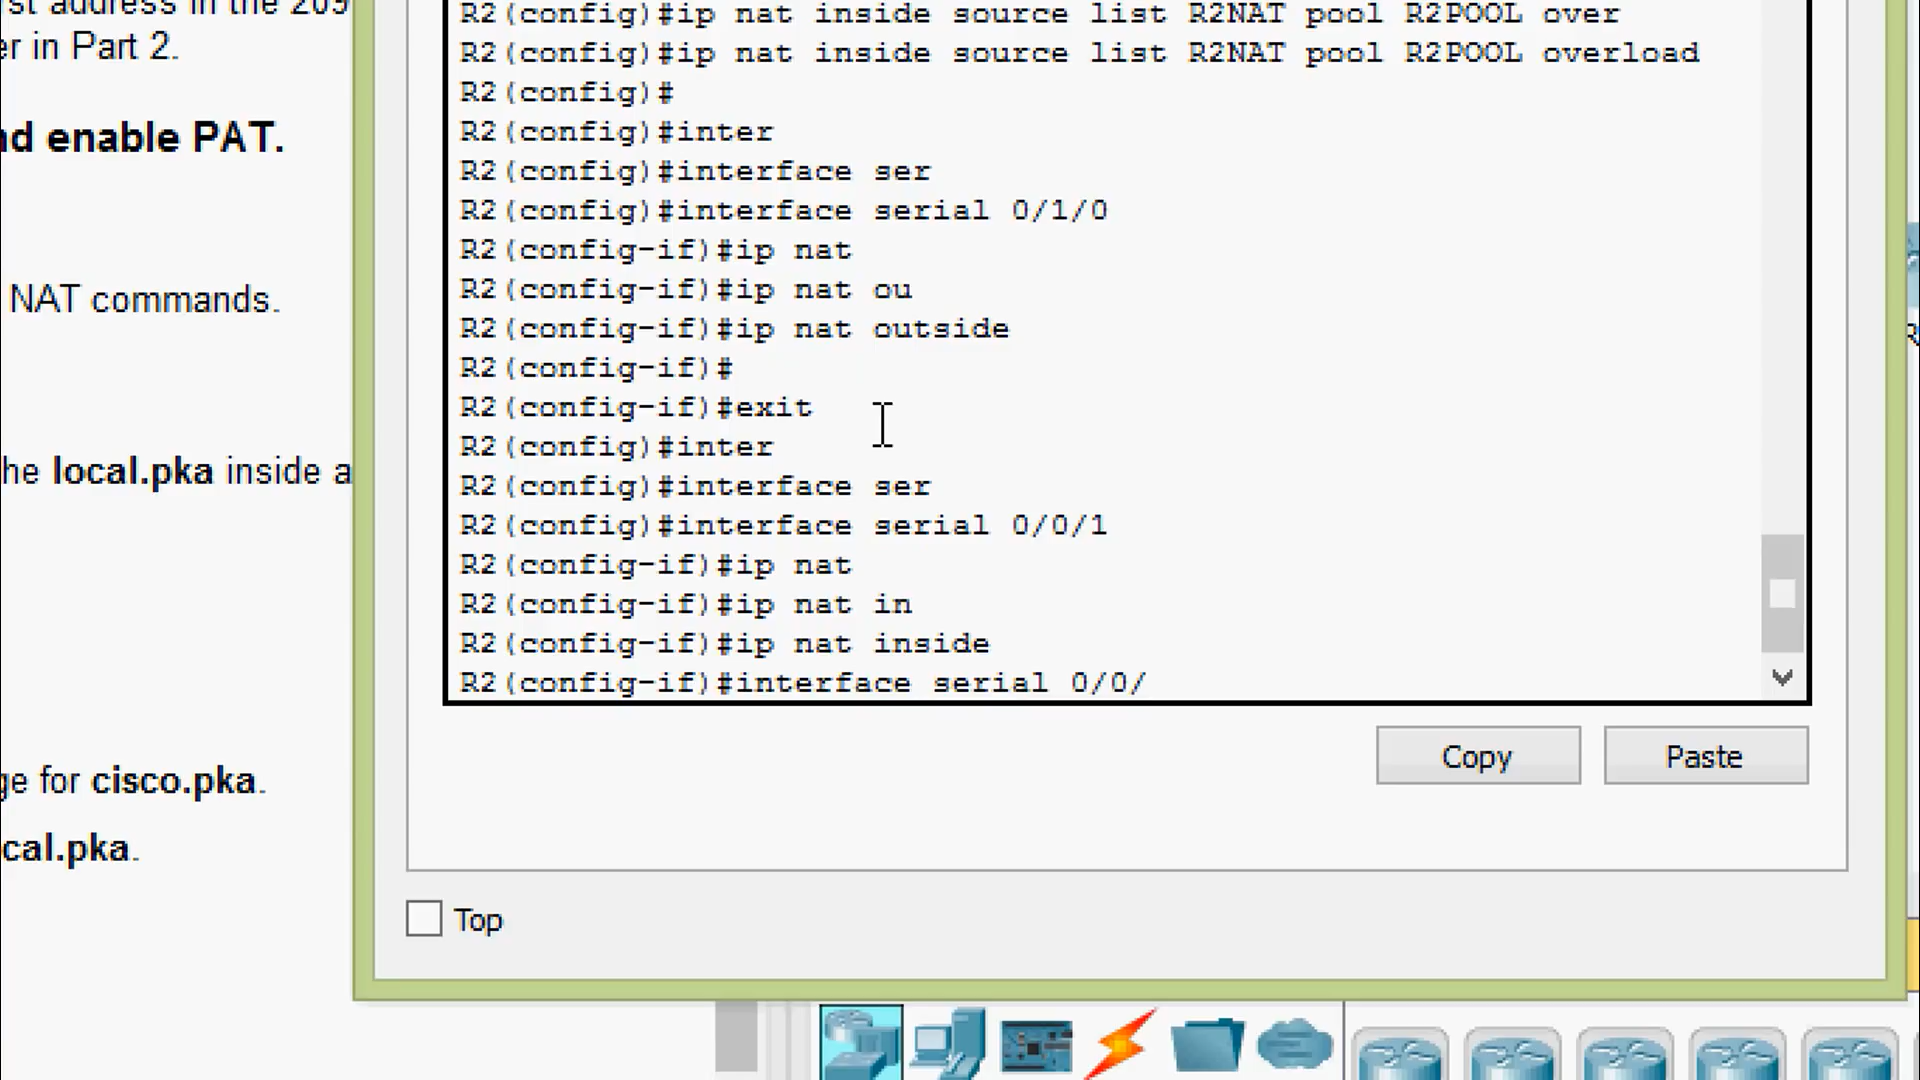 st address in the 209
er in Part 2.
nd enable PAT.
NAT commands.
he local.pka inside a
ge for cisco.pka.
cal.pka.
R2(config)#ip nat inside source list R2NAT pool R2POOL over
R2(config)#ip nat inside source list R2NAT pool R2POOL overload
R2(config)#
R2(config)#inter
R2(config)#interface ser
R2(config)#interface serial 0/1/0
R2(config-if)#ip nat
R2(config-if)#ip nat ou
R2(config-if)#ip nat outside
R2(config-if)#
R2(config-if)#exit
R2(config)#inter
R2(config)#interface ser
R2(config)#interface serial 0/0/1
R2(config-if)#ip nat
R2(config-if)#ip nat in
R2(config-if)#ip nat inside
R2(config-if)#interface serial 0/0/
Copy
Paste
Top